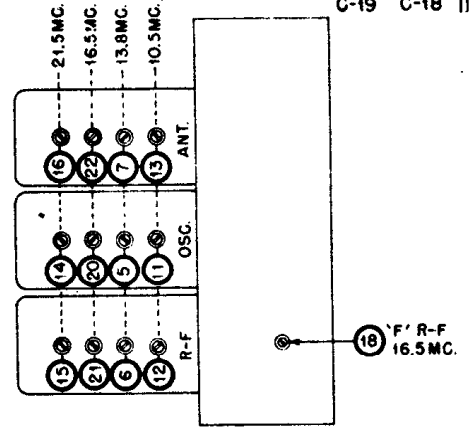 C-19 C-18
21.5 MC.
16.5 MC.
13.8 MC.
10.5 MC.
16 22 7 13
ANT.
14 20 5 11
OSC.
15 21 6 12
R-F
18 'F' R-F
16.5 MC.